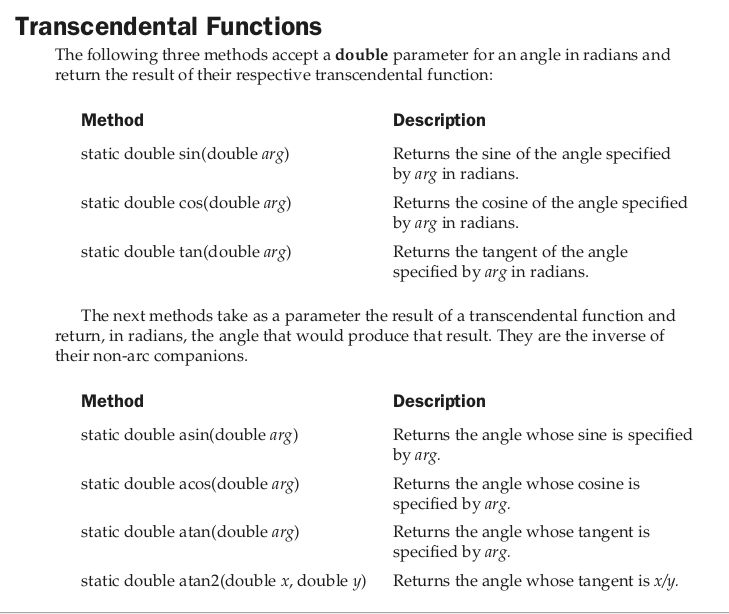 Transcendental Functions
The following three methods accept a double parameter for an angle in radians and
return the result of their respective transcendental function:
Method Description
static double sin(double arg) Returns the sine of the angle specified
by arg in radians.
static double cos(double arg) Returns the cosine of the angle specified
by arg in radians.
static double tan(double arg) Returns the tangent of the angle
specified by arg in radians.
The next methods take as a parameter the result of a transcendental function and
return, in radians, the angle that would produce that result. They are the inverse of
their non-arc companions.
Method Description
static double asin(double arg) Returns the angle whose sine is specified
by arg.
static double acos(double arg) Returns the angle whose cosine is
specified by arg.
static double atan(double arg) Returns the angle whose tangent is
specified by arg.
static double atan2(double x, double y) Returns the angle whose tangent is x/y.